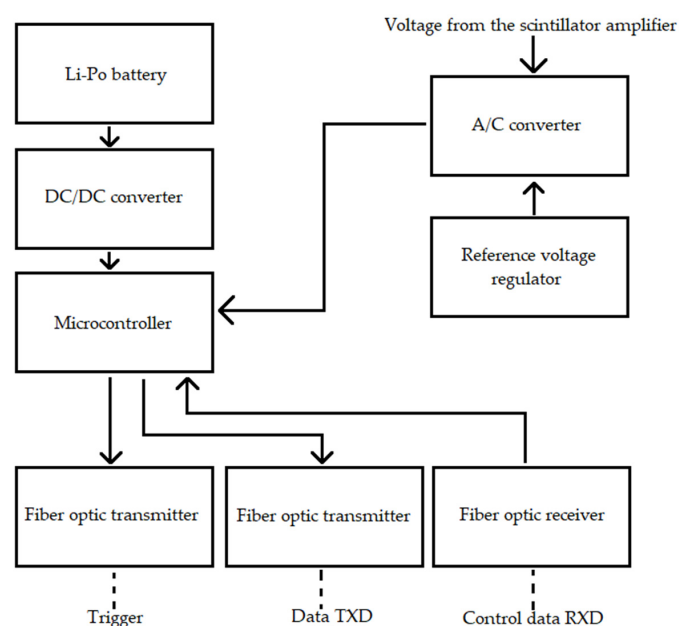 Voltage from the scintillator amplifier
Li-Po battery
A/C converter
DC/DC converter
Reference voltage
regulator
Microcontroller
Fiber optic transmitter
Fiber optic transmitter
Fiber optic receiver
Trigger
Data TXD
Control data RXD